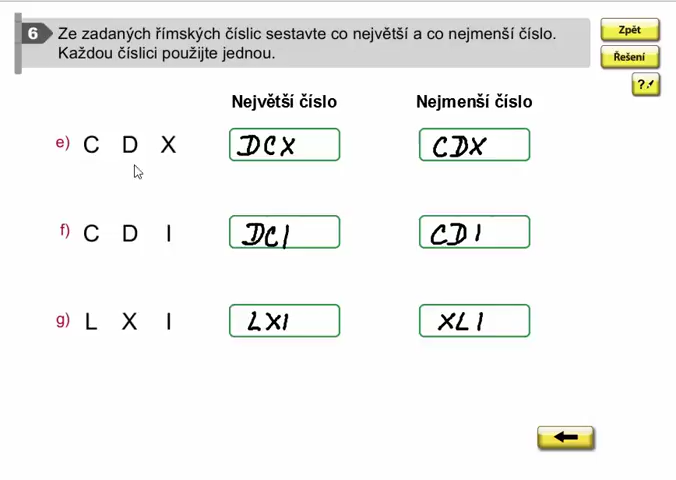 6 Ze zadaných římských číslic sestavte co největší a co nejmenší číslo.
Každou číslici použijte jednou.
Zpět
Řešení
?
Největší číslo Nejmenší číslo
e) C D X DCX CDX
f) C D I DCI CDI
g) L X I LXI XLI